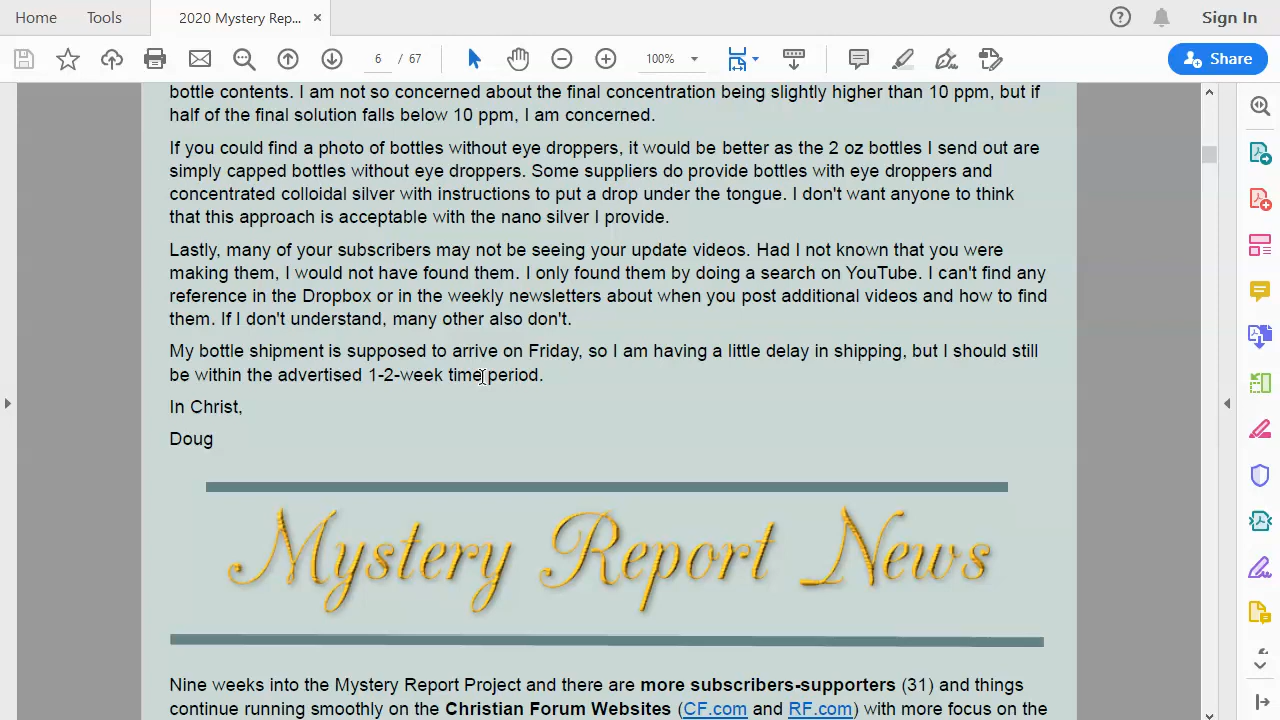 Home
Tools
2020 Mystery Rep... ×
Sign In
6 / 67
100%
Share
bottle contents. I am not so concerned about the final concentration being slightly higher than 10 ppm, but if
half of the final solution falls below 10 ppm, I am concerned.
If you could find a photo of bottles without eye droppers, it would be better as the 2 oz bottles I send out are
simply capped bottles without eye droppers. Some suppliers do provide bottles with eye droppers and
concentrated colloidal silver with instructions to put a drop under the tongue. I don't want anyone to think
that this approach is acceptable with the nano silver I provide.
Lastly, many of your subscribers may not be seeing your update videos. Had I not known that you were
making them, I would not have found them. I only found them by doing a search on YouTube. I can't find any
reference in the Dropbox or in the weekly newsletters about when you post additional videos and how to find
them. If I don't understand, many other also don't.
My bottle shipment is supposed to arrive on Friday, so I am having a little delay in shipping, but I should still
be within the advertised 1-2-week time period.
In Christ,
Doug
Mystery Report News
Nine weeks into the Mystery Report Project and there are more subscribers-supporters (31) and things
continue running smoothly on the Christian Forum Websites (CF.com and RF.com) with more focus on the